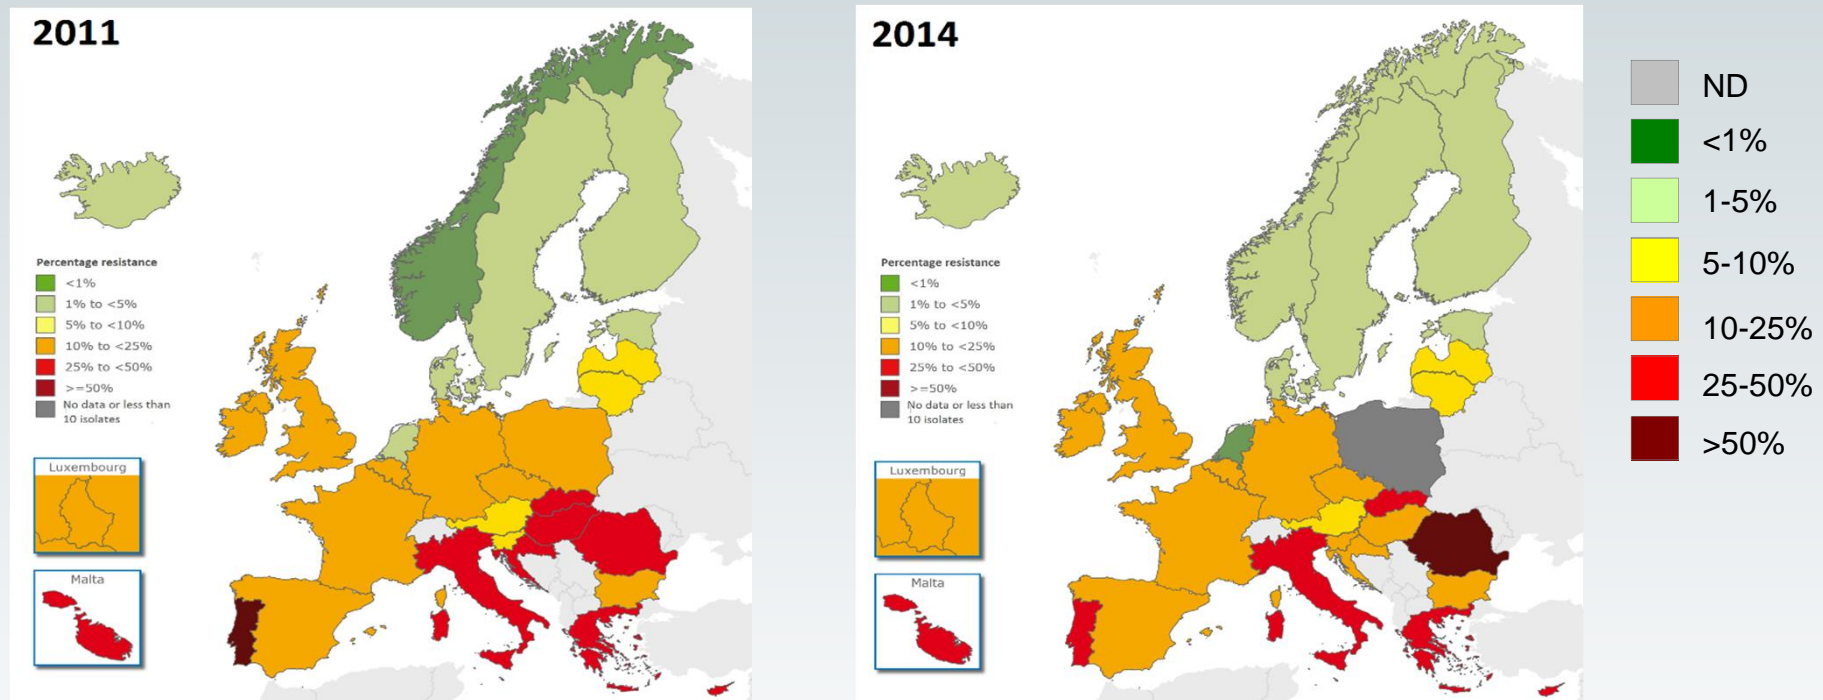 2011
Percentage resistance
<1%
1% to <5%
5% to <10%
10% to <25%
25% to <50%
>=50%
No data or less than
10 isolates
Luxembourg
Malta
2014
Percentage resistance
<1%
1% to <5%
5% to <10%
10% to <25%
25% to <50%
>=50%
No data or less than
10 isolates
Luxembourg
Malta
ND
<1%
1-5%
5-10%
10-25%
25-50%
>50%